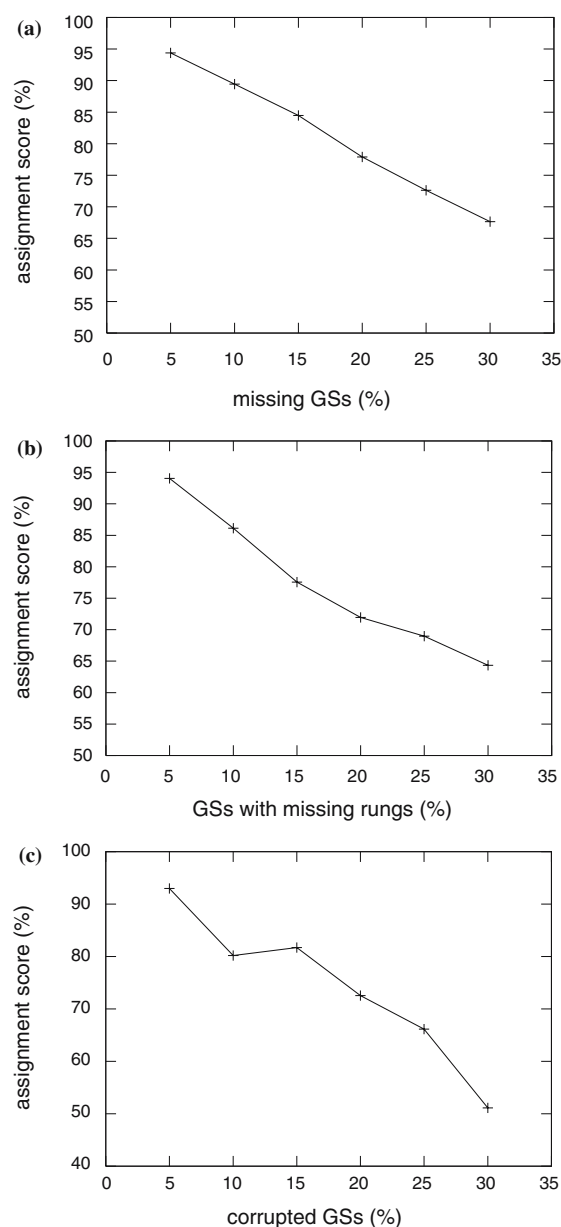 (a)
100
95
90
85
80
75
70
65
60
55
50
assignment score (%)
0 5 10 15 20 25 30 35
missing GSs (%)
(b)
100
95
90
85
80
75
70
65
60
55
50
assignment score (%)
0 5 10 15 20 25 30 35
GSs with missing rungs (%)
(c)
100
90
80
70
60
50
40
assignment score (%)
0 5 10 15 20 25 30 35
corrupted GSs (%)